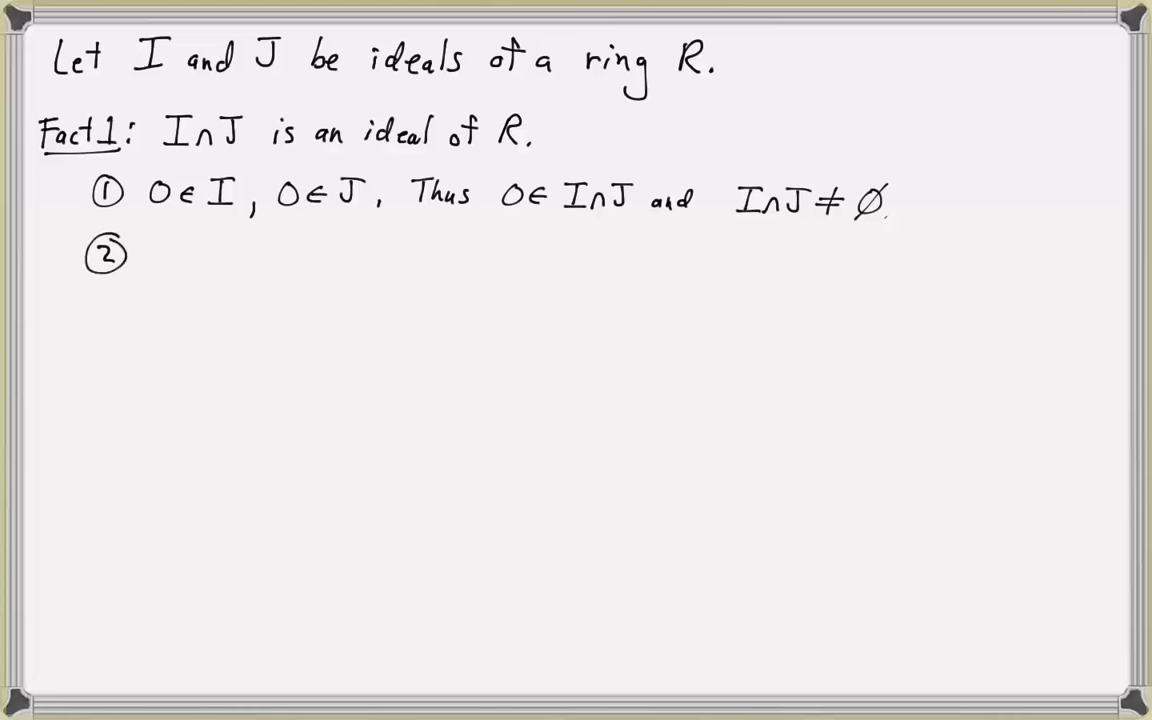 Let I and J be ideals of a ring R.
Fact 1: I∩J is an ideal of R.
① 0∈I, 0∈J. Thus 0∈ I∩J and I∩J ≠ ∅.
②